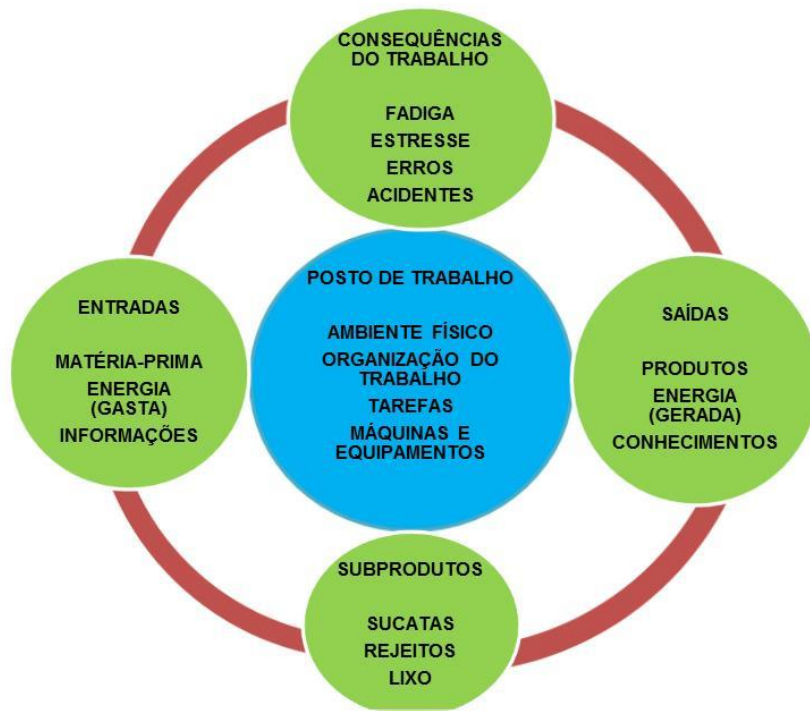 CONSEQUÊNCIAS
DO TRABALHO
FADIGA
ESTRESSE
ERROS
ACIDENTES
POSTO DE TRABALHO
AMBIENTE FÍSICO
ORGANIZAÇÃO DO
TRABALHO
TAREFAS
MÁQUINAS E
EQUIPAMENTOS
ENTRADAS
MATÉRIA-PRIMA
ENERGIA
(GASTA)
INFORMAÇÕES
SAÍDAS
PRODUTOS
ENERGIA
(GERADA)
CONHECIMENTOS
SUBPRODUTOS
SUCATAS
REJEITOS
LIXO